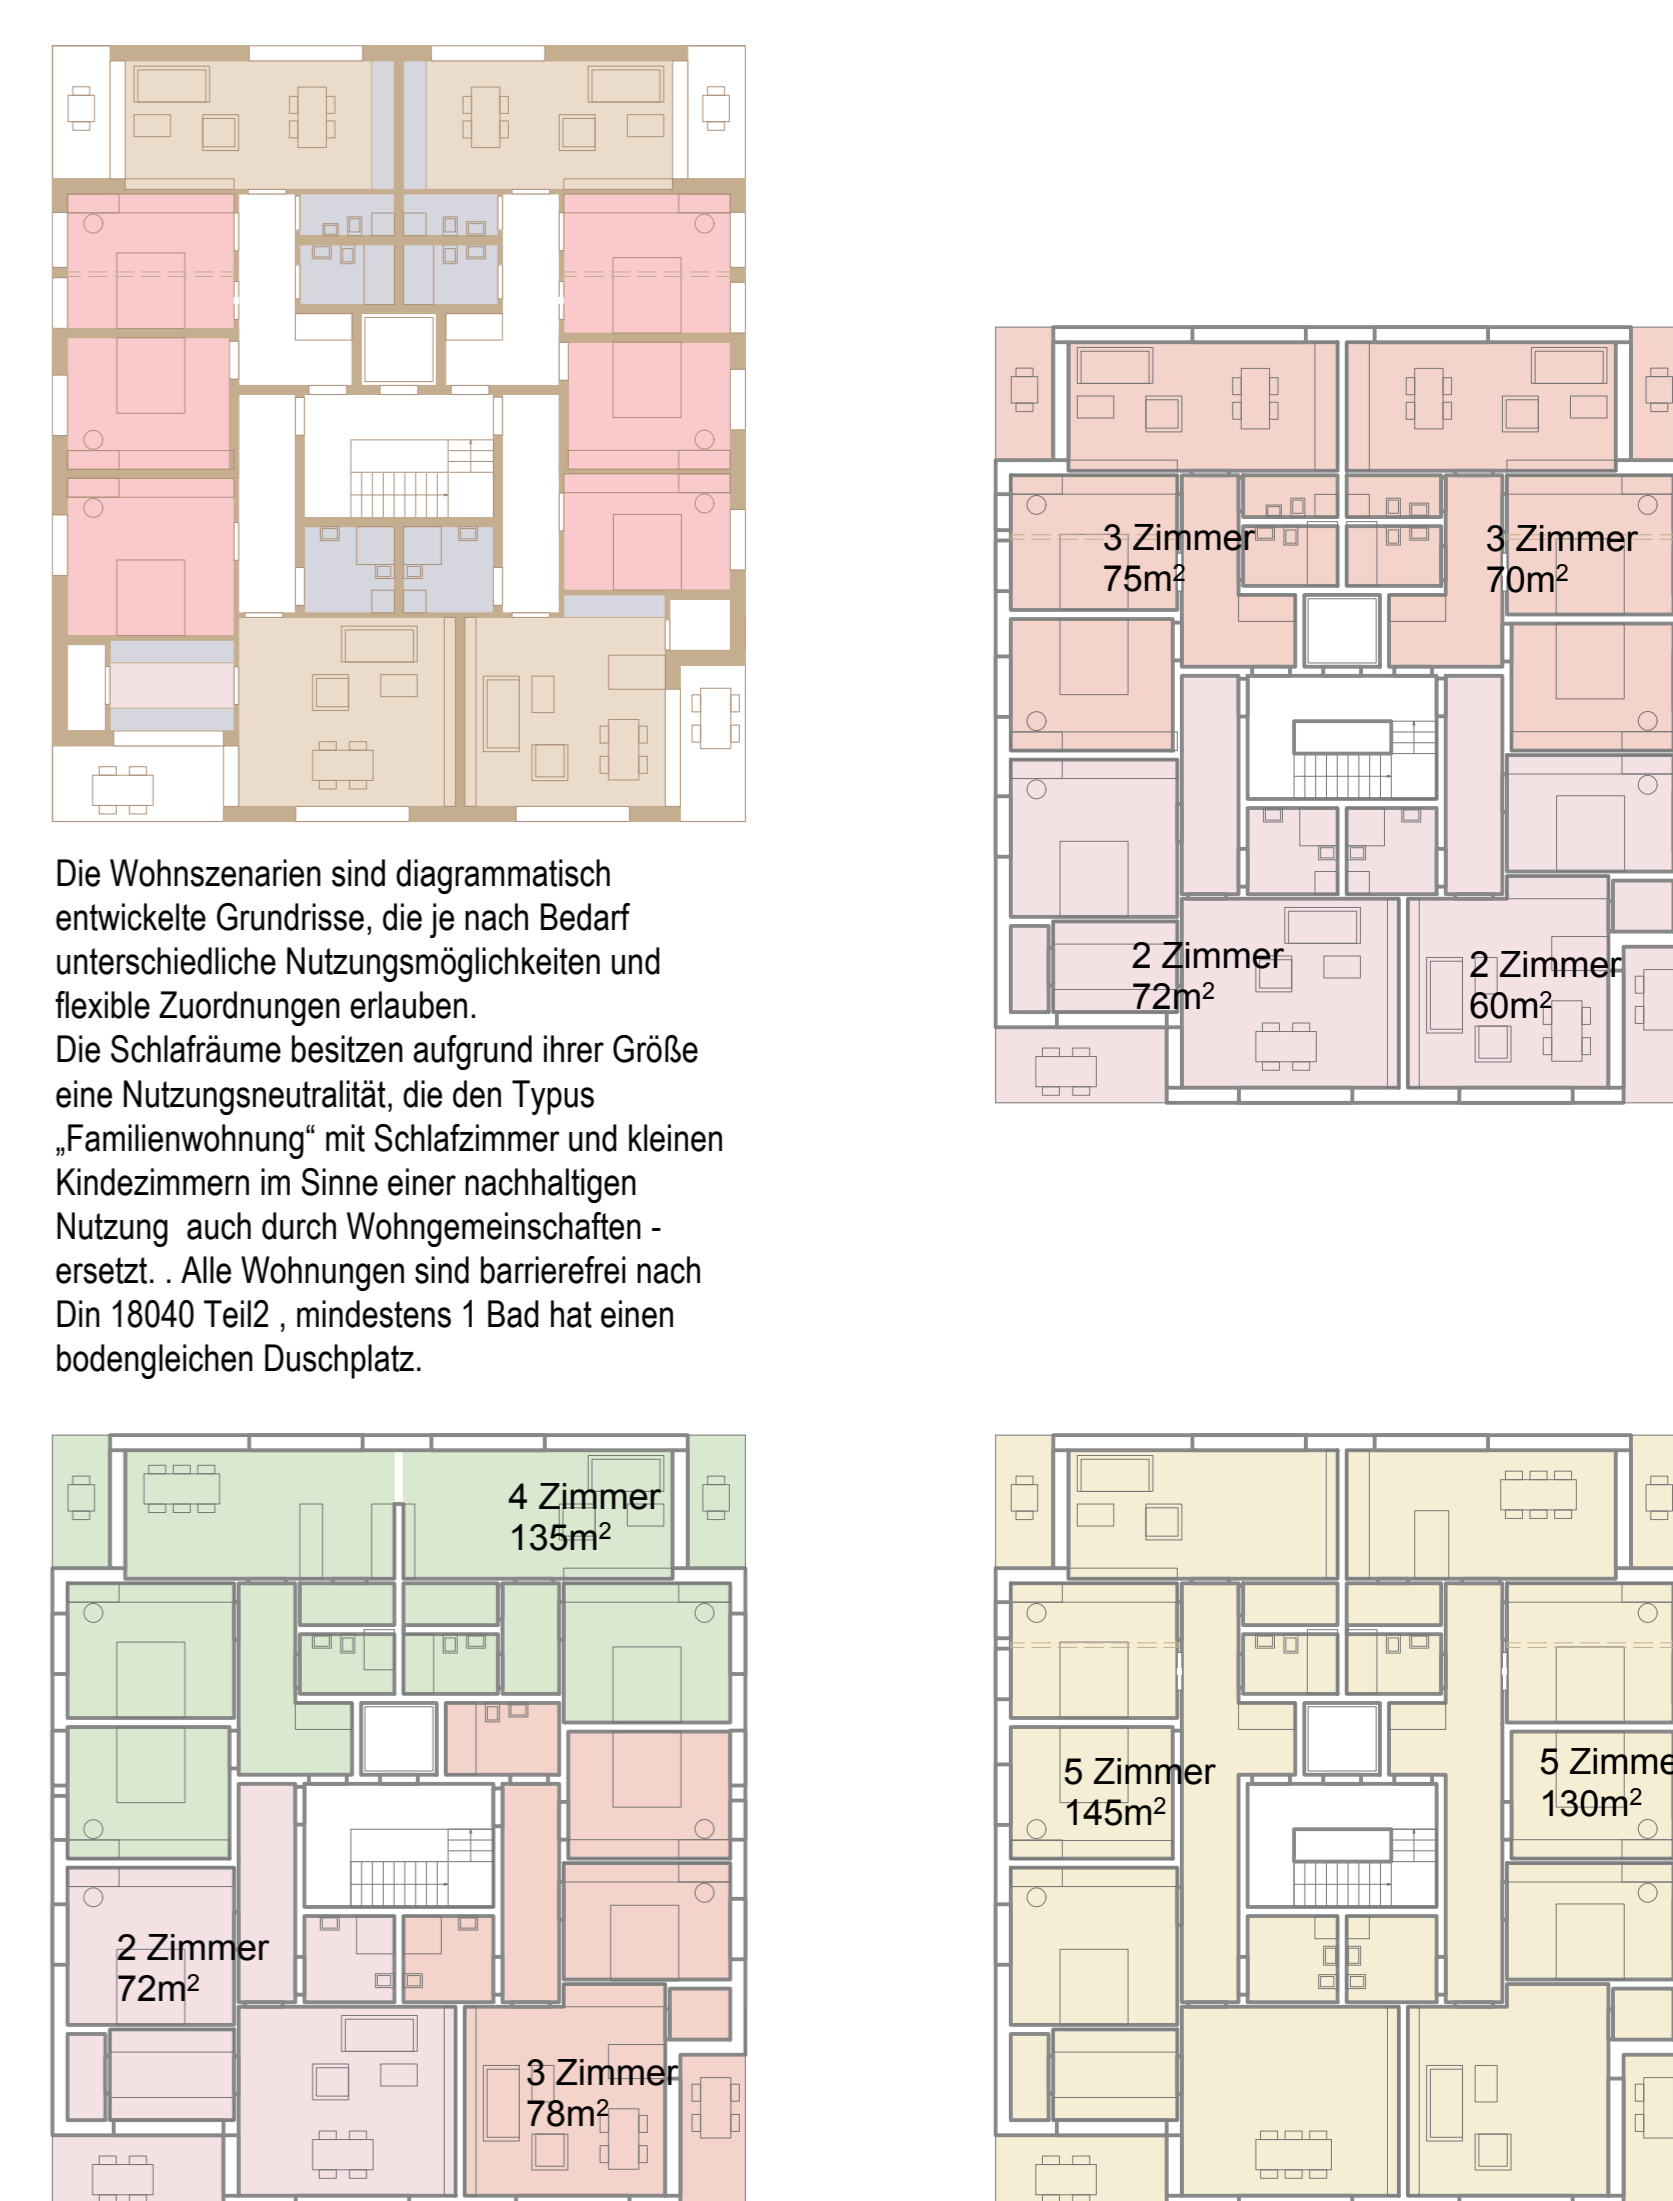 Die Wohnszenarien sind diagrammatisch
entwickelte Grundrisse, die je nach Bedarf
unterschiedliche Nutzungsmöglichkeiten und
flexible Zuordnungen erlauben.
Die Schlafräume besitzen aufgrund ihrer Größe
eine Nutzungsneutralität, die den Typus
„Familienwohnung“ mit Schlafzimmer und kleinen
Kindezimmern im Sinne einer nachhaltigen
Nutzung  auch durch Wohngemeinschaften -
ersetzt. . Alle Wohnungen sind barrierefrei nach
Din 18040 Teil2 , mindestens 1 Bad hat einen
bodengleichen Duschplatz.
3 Zimmer
75m²
3 Zimmer
70m²
2 Zimmer
72m²
2 Zimmer
60m²
4 Zimmer
135m²
2 Zimmer
72m²
3 Zimmer
78m²
5 Zimmer
145m²
5 Zimme
130m²